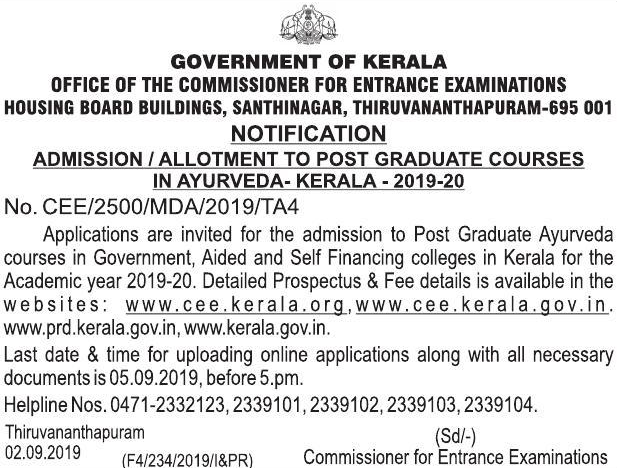 GOVERNMENT OF KERALA
OFFICE OF THE COMMISSIONER FOR ENTRANCE EXAMINATIONS
HOUSING BOARD BUILDINGS, SANTHINAGAR, THIRUVANANTHAPURAM-695 001
NOTIFICATION
ADMISSION / ALLOTMENT TO POST GRADUATE COURSES
IN AYURVEDA- KERALA - 2019-20
No. CEE/2500/MDA/2019/TA4
Applications are invited for the admission to Post Graduate Ayurveda
courses in Government, Aided and Self Financing colleges in Kerala for the
Academic year 2019-20. Detailed Prospectus & Fee details is available in the
websites: www.cee.kerala.org, www.cee.kerala.gov.in.
www.prd.kerala.gov.in, www.kerala.gov.in.
Last date & time for uploading online applications along with all necessary
documents is 05.09.2019, before 5.pm.
Helpline Nos. 0471-2332123, 2339101, 2339102, 2339103, 2339104.
Thiruvananthapuram (Sd/-)
02.09.2019 (F4/234/2019/I&PR) Commissioner for Entrance Examinations